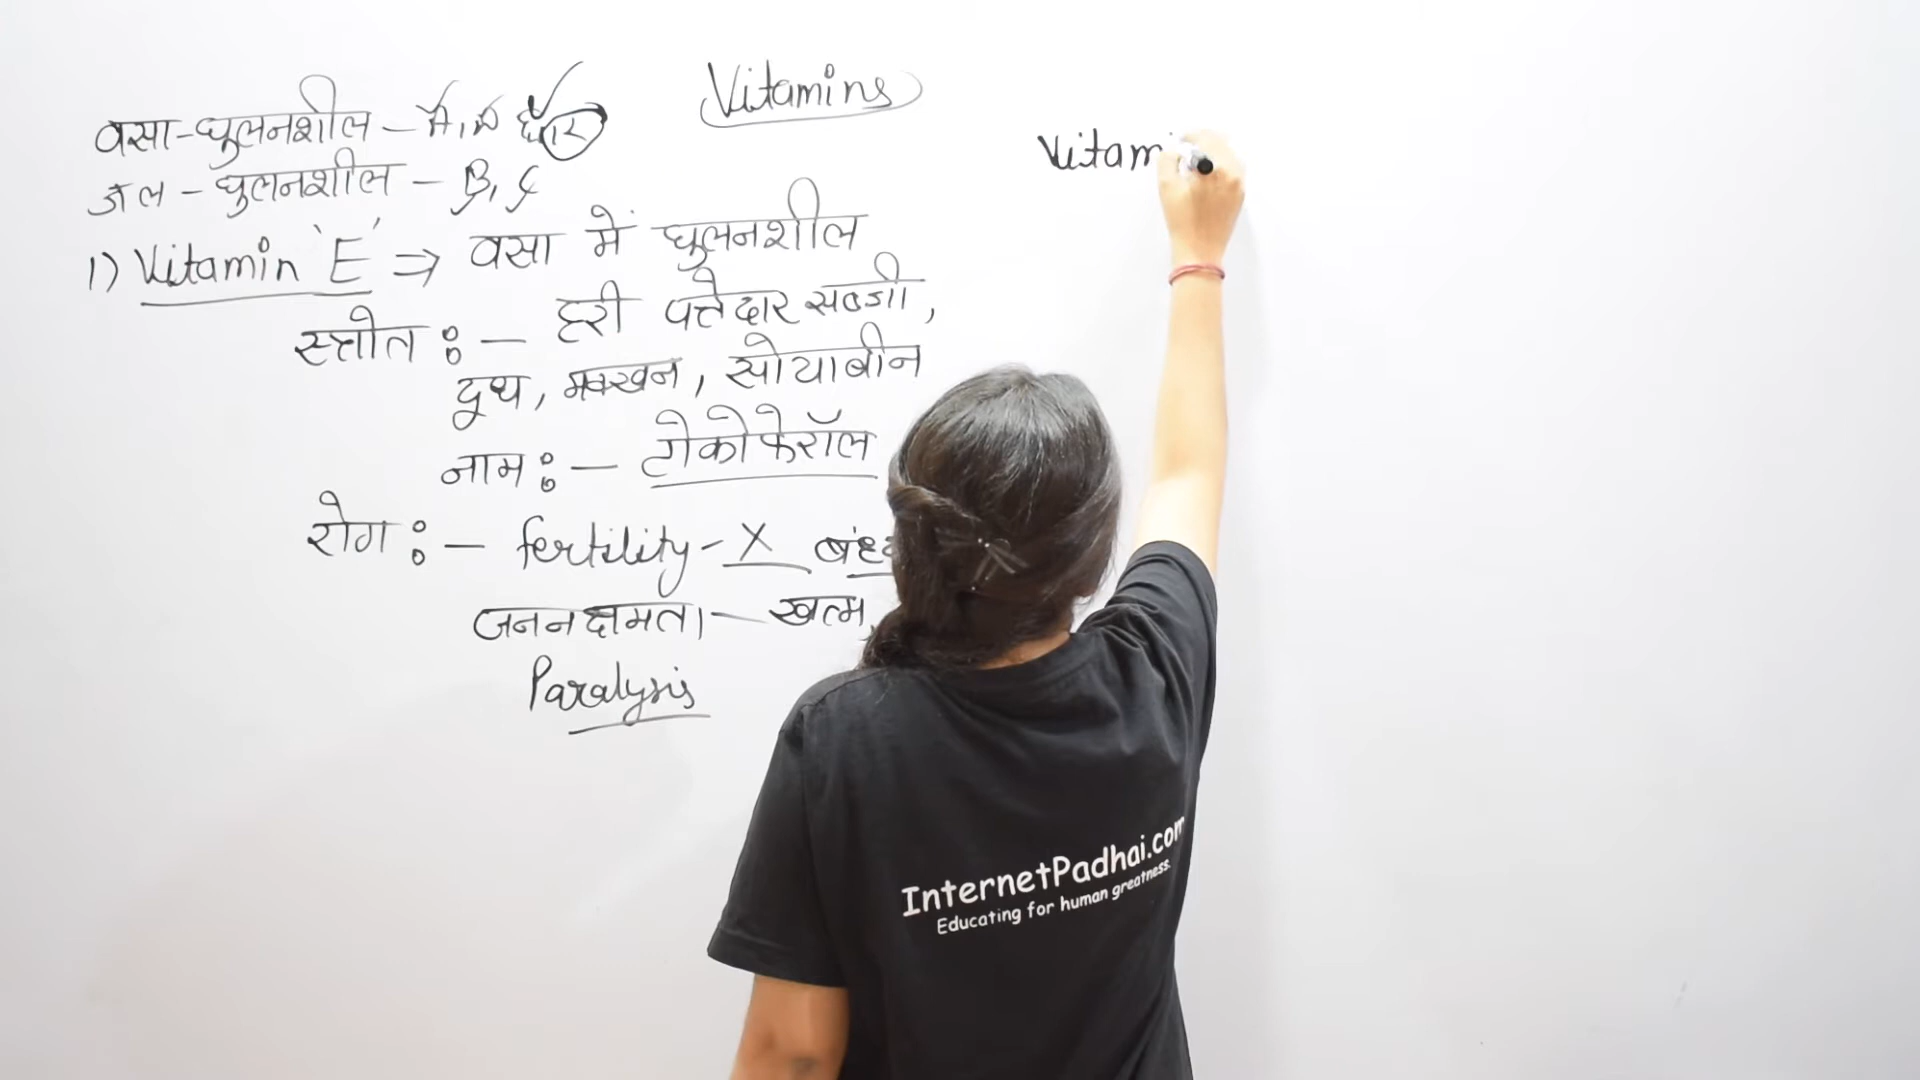 Vitamins
वसा-घुलनशील –
जल - घुलनशील – B, C
1) Vitamin 'E' ⇒ वसा में घुलनशील
स्त्रोत :– हरी पत्तेदार सब्जी,
दूध, मक्खन, सोयाबीन
नाम :– टोकोफेरॉल
रोग :– fertility - X
जननक्षमता – खत्म,
Paralysis
Vitam
InternetPadhai.com
Educating for human greatness.